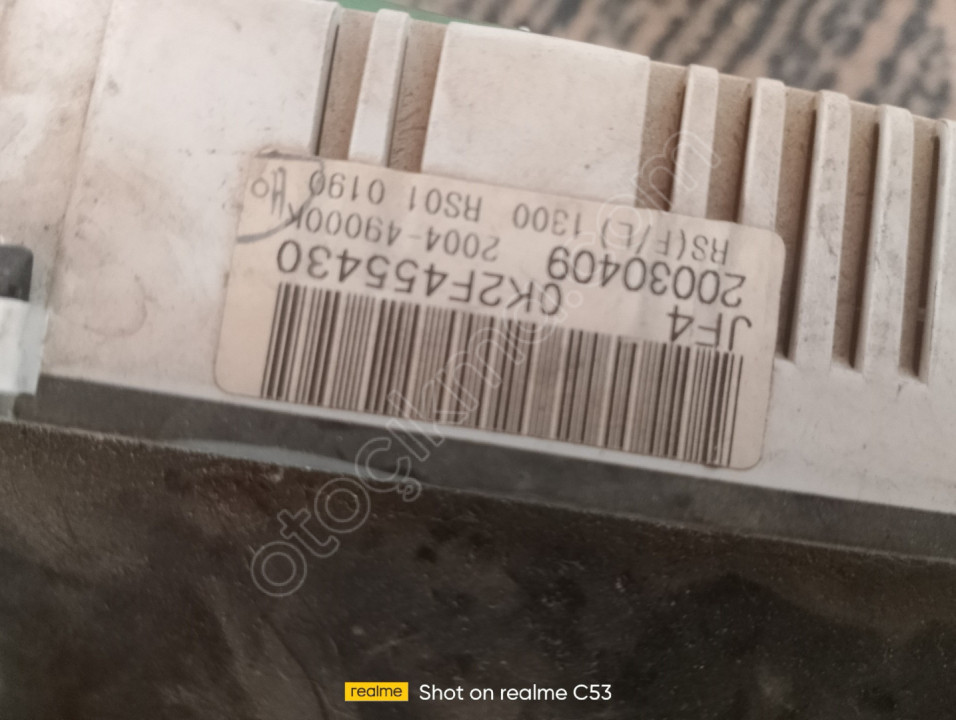 JF4 0K2F455430
20030409 2004-49000K
RS(F/E) 1300 RS01 0190
otoçıkma.com
realme Shot on realme C53